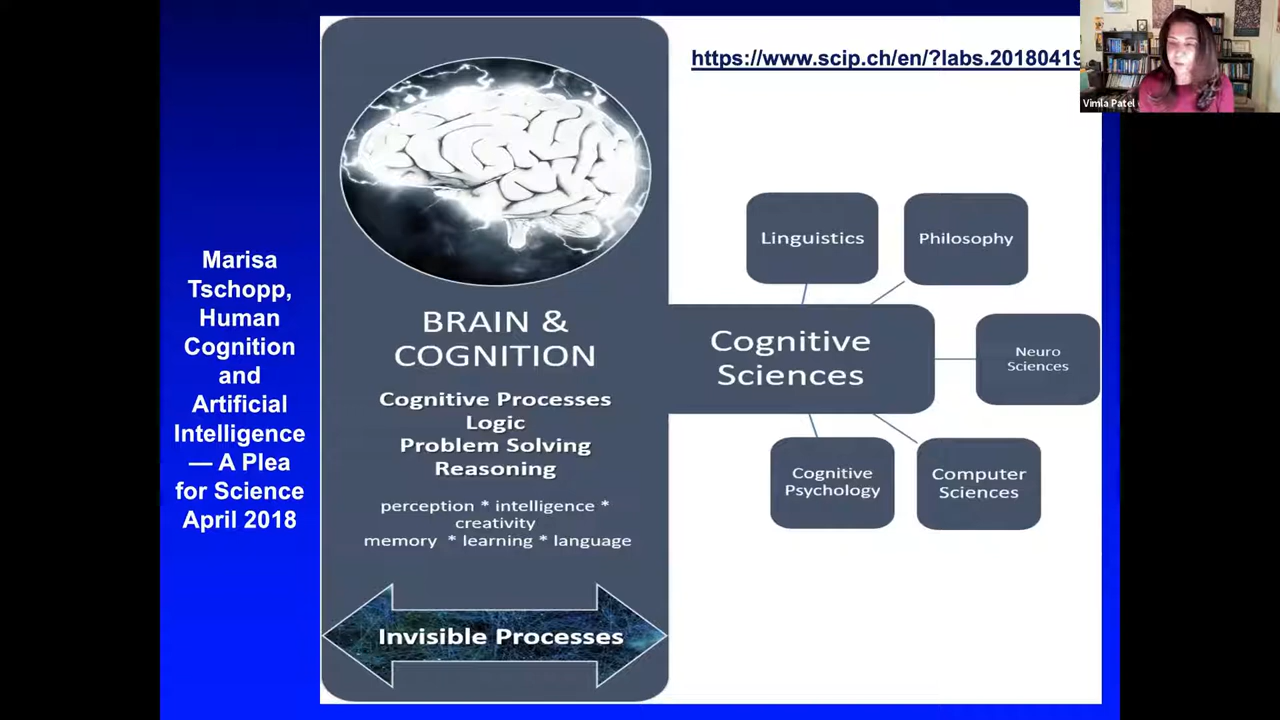 Marisa
Tschopp,
Human
Cognition
and
Artificial
Intelligence
— A Plea
for Science
April 2018
BRAIN &
COGNITION
Cognitive Processes
Logic
Problem Solving
Reasoning
perception * intelligence *
creativity
memory * learning * language
Invisible Processes
https://www.scip.ch/en/?labs.20180419
Linguistics
Philosophy
Cognitive
Sciences
Neuro
Sciences
Cognitive
Psychology
Computer
Sciences
Vimla Patel